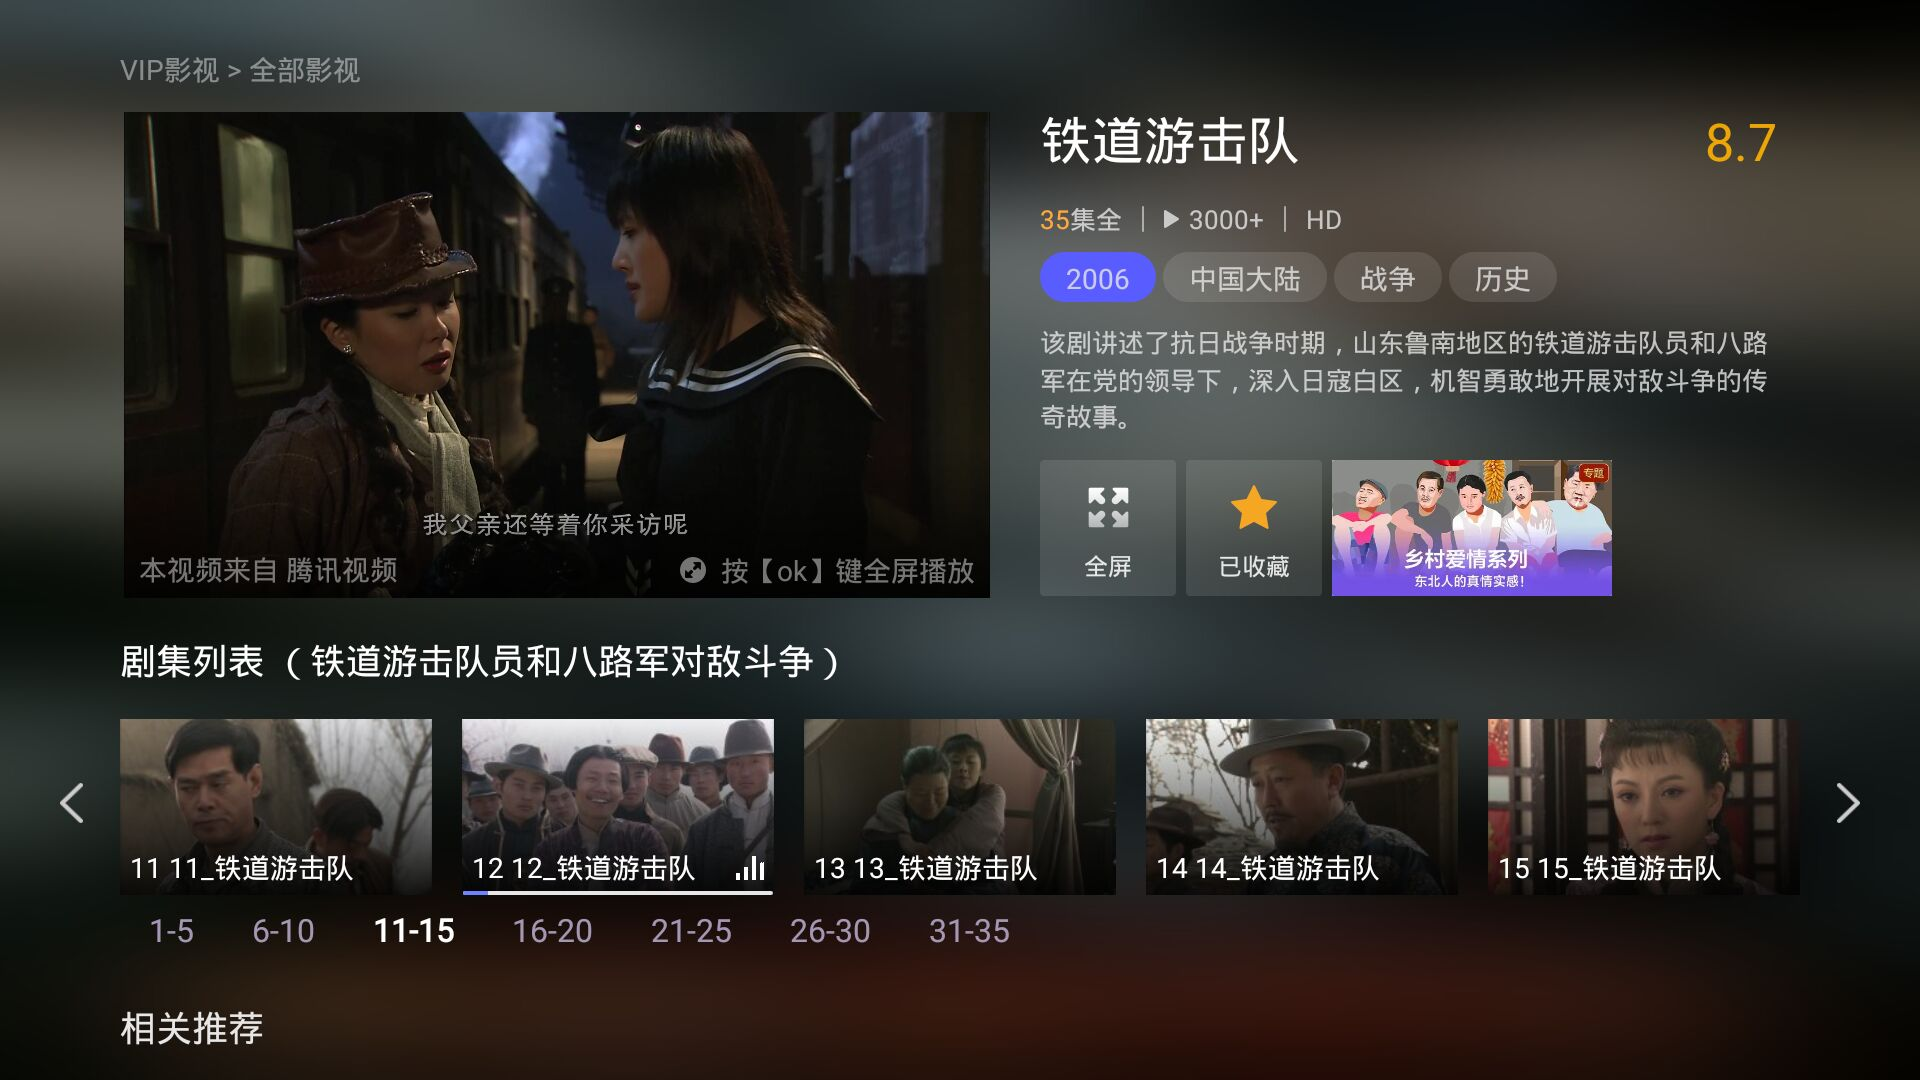 VIP影视 > 全部影视
铁道游击队
8.7
35集全 | 3000+ | HD
2006 中国大陆 战争 历史
该剧讲述了抗日战争时期，山东鲁南地区的铁道游击队员和八路
军在党的领导下，深入日寇白区，机智勇敢地开展对敌斗争的传
奇故事。
我父亲还等着你采访呢
本视频来自 腾讯视频
按【ok】键全屏播放
全屏
已收藏
专题
乡村爱情系列
东北人的真情实感！
剧集列表 （铁道游击队员和八路军对敌斗争）
11 11_铁道游击队
12 12_铁道游击队
13 13_铁道游击队
14 14_铁道游击队
15 15_铁道游击队
1-5 6-10 11-15 16-20 21-25 26-30 31-35
相关推荐